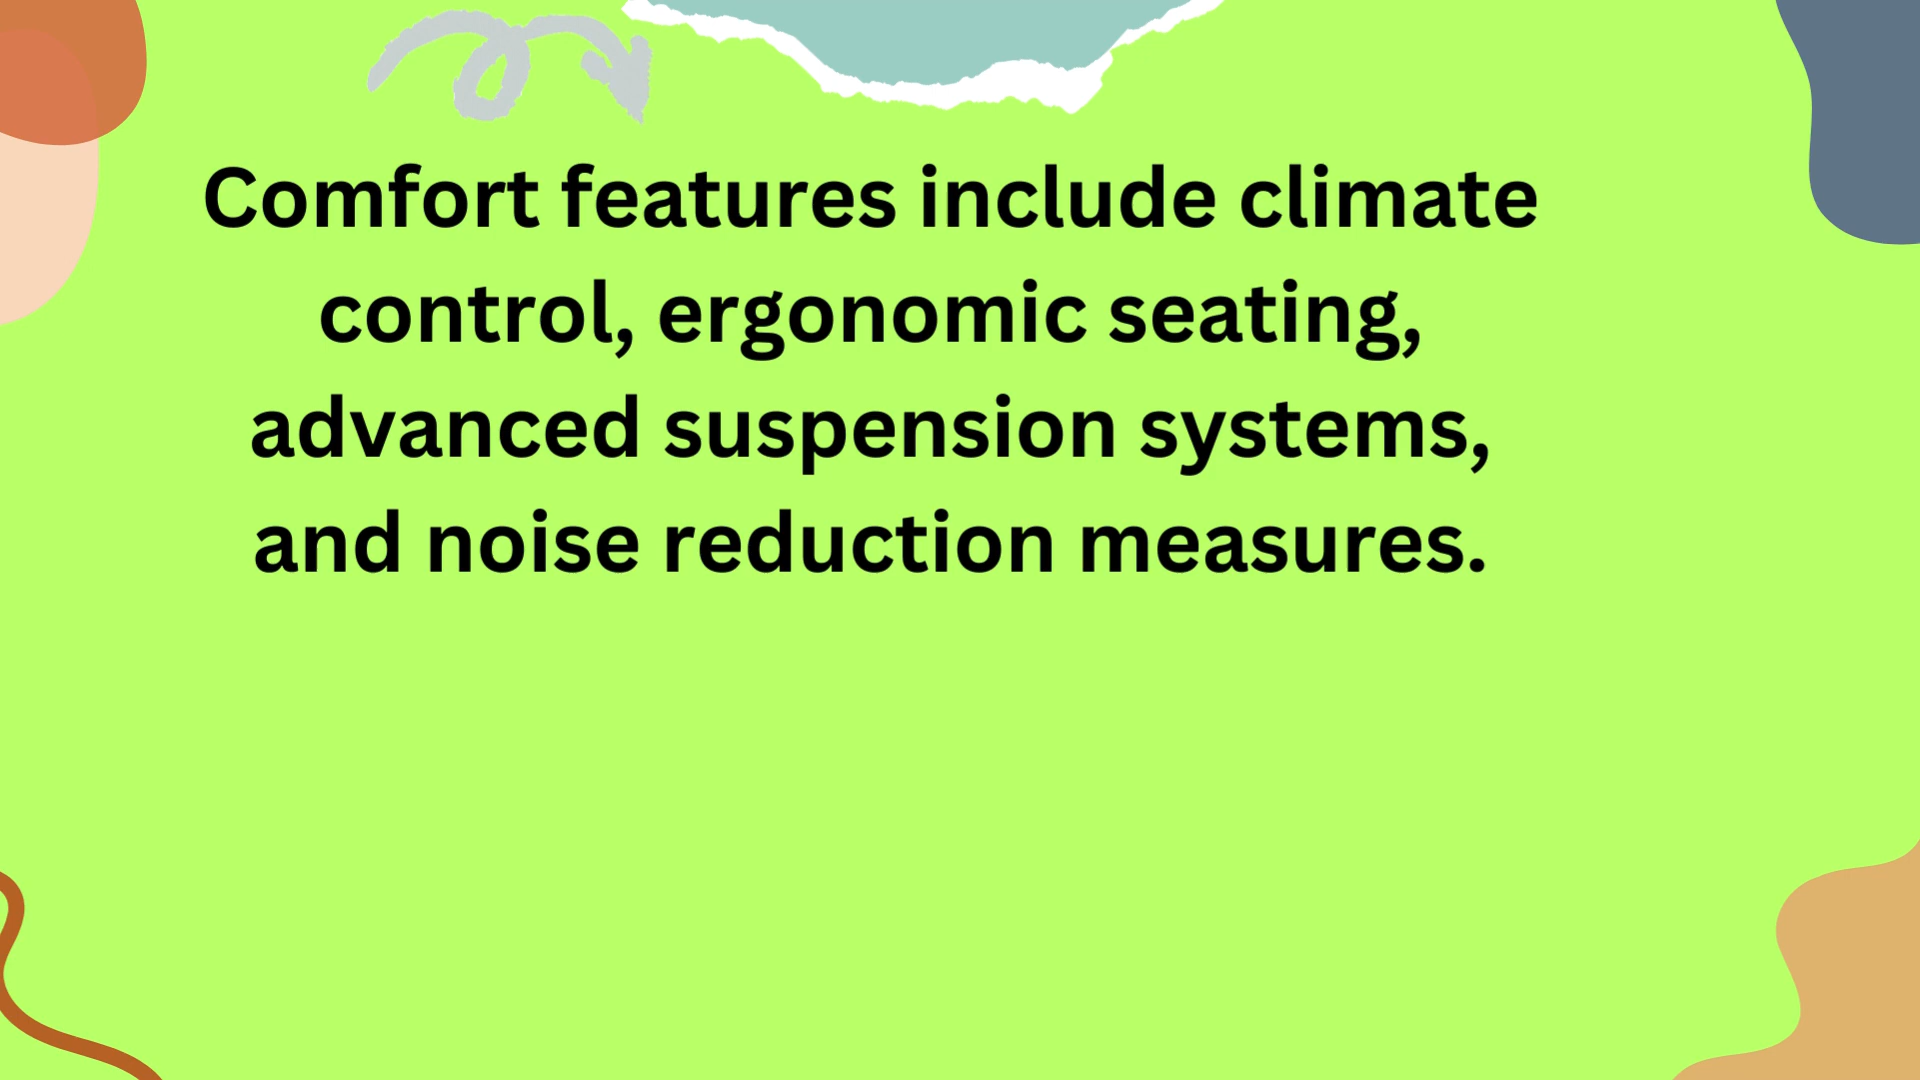 Comfort features include climate
control, ergonomic seating,
advanced suspension systems,
and noise reduction measures.